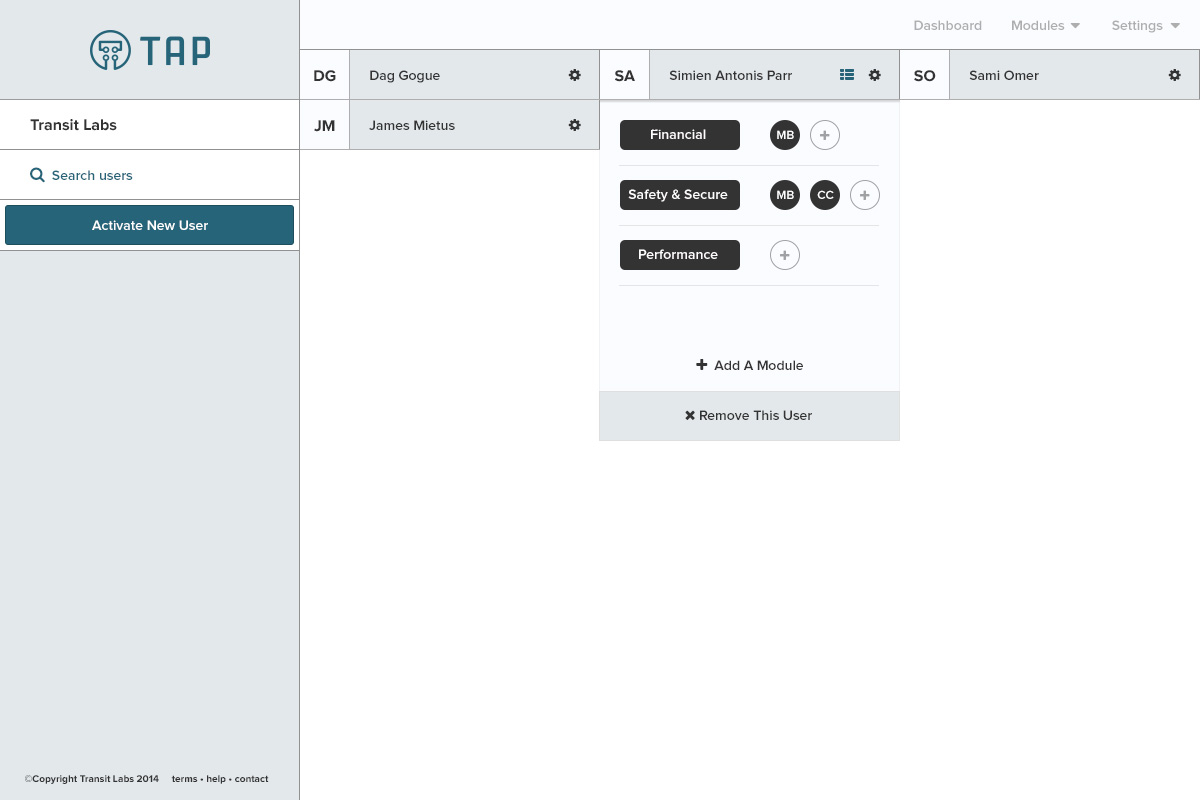 TAP
Dashboard Modules Settings
DG Dag Gogue
SA Simien Antonis Parr
SO Sami Omer
Transit Labs
JM James Mietus
Search users
Activate New User
Financial MB
Safety & Secure MB CC
Performance
Add A Module
Remove This User
©Copyright Transit Labs 2014 terms • help • contact